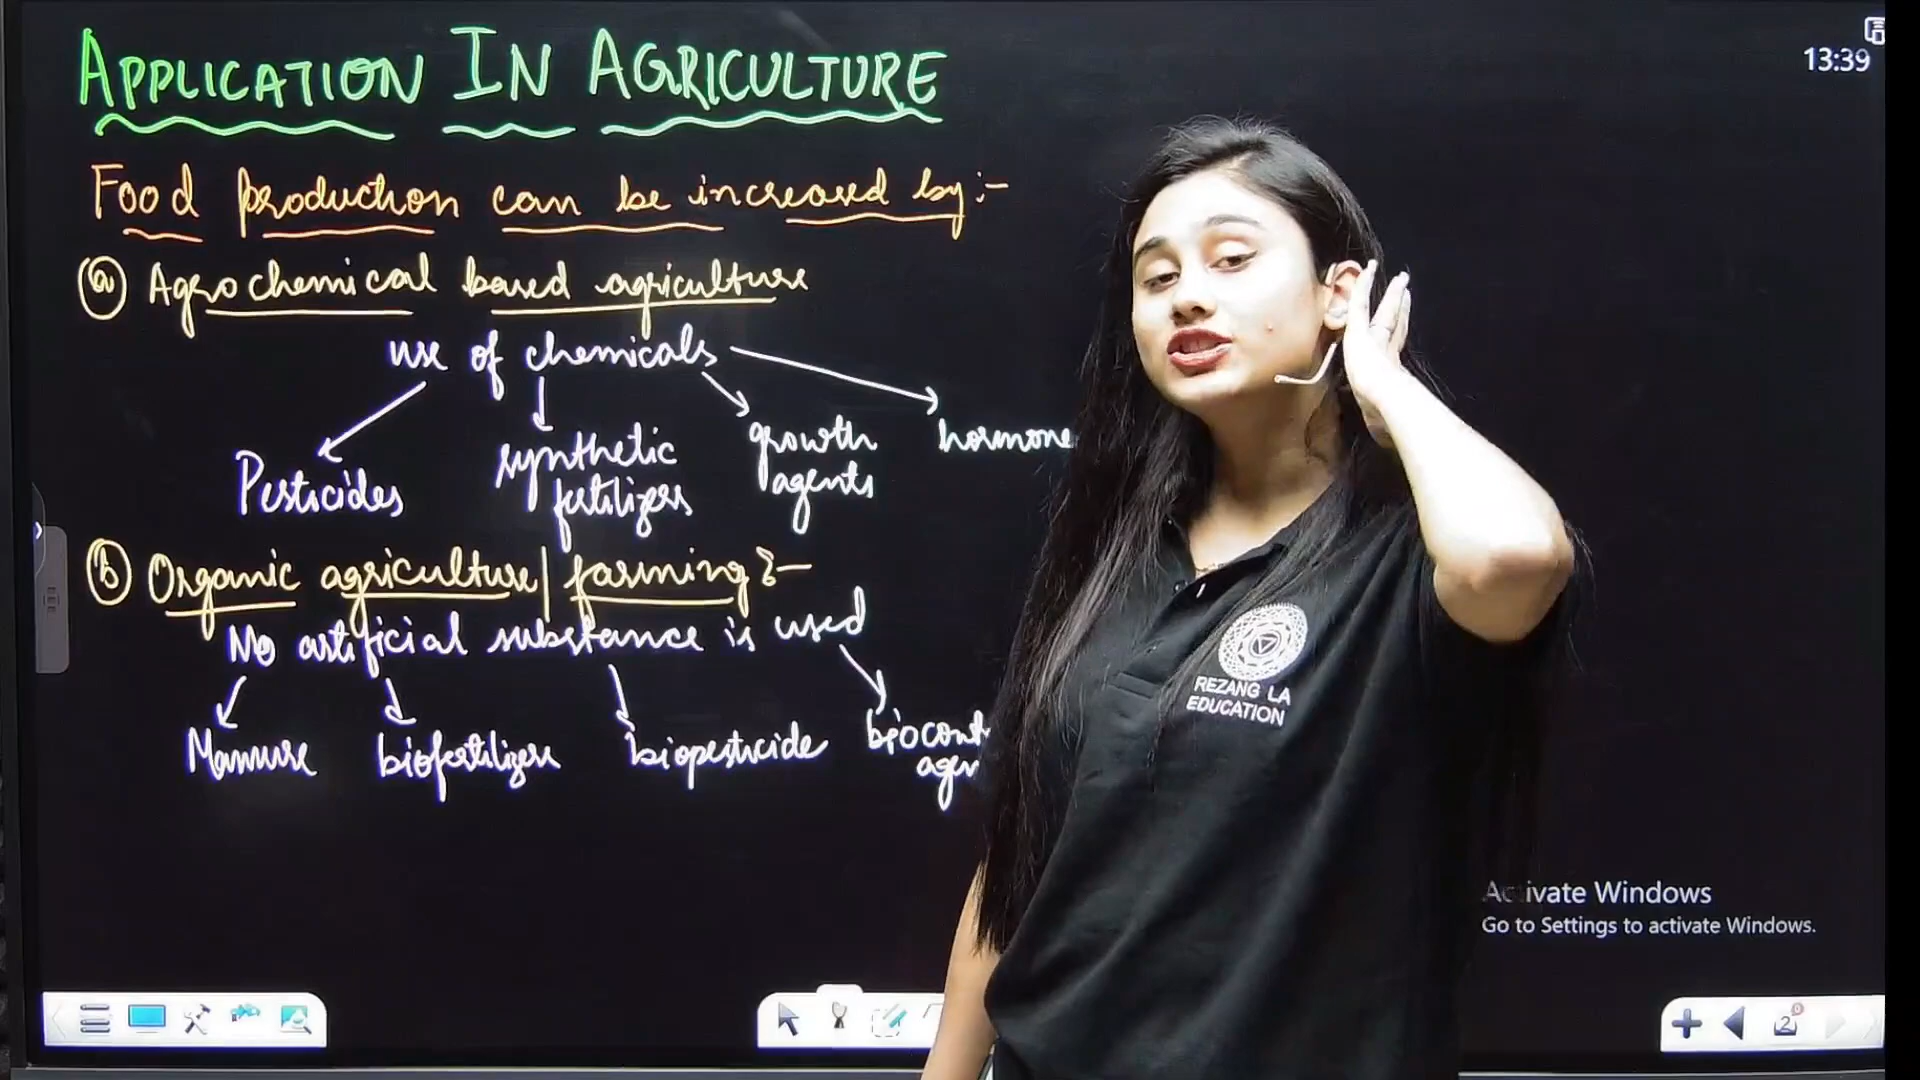 APPLICATION IN AGRICULTURE
13:39
Food production can be increased by:-
(a) Agrochemical based agriculture
use of chemicals
Pesticides
synthetic fertilizers
growth agents
hormone
(b) Organic agriculture/farming:-
No artificial substance is used
Manure
biofertilizer
biopesticide
REZANG LA
EDUCATION
Activate Windows
Go to Settings to activate Windows.
2